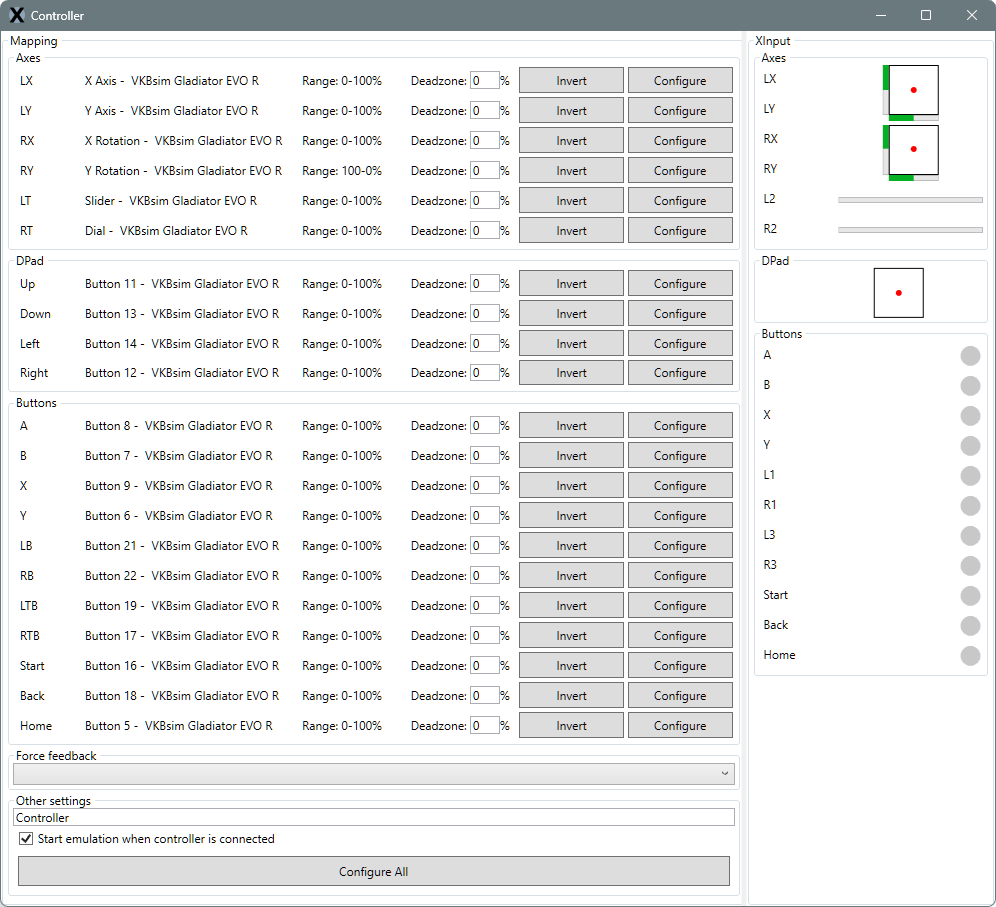 Controller
Mapping
Axes
LX X Axis - VKBsim Gladiator EVO R Range: 0-100% Deadzone: 0 % Invert Configure
LY Y Axis - VKBsim Gladiator EVO R Range: 0-100% Deadzone: 0 % Invert Configure
RX X Rotation - VKBsim Gladiator EVO R Range: 0-100% Deadzone: 0 % Invert Configure
RY Y Rotation - VKBsim Gladiator EVO R Range: 100-0% Deadzone: 0 % Invert Configure
LT Slider - VKBsim Gladiator EVO R Range: 0-100% Deadzone: 0 % Invert Configure
RT Dial - VKBsim Gladiator EVO R Range: 0-100% Deadzone: 0 % Invert Configure
DPad
Up Button 11 - VKBsim Gladiator EVO R Range: 0-100% Deadzone: 0 % Invert Configure
Down Button 13 - VKBsim Gladiator EVO R Range: 0-100% Deadzone: 0 % Invert Configure
Left Button 14 - VKBsim Gladiator EVO R Range: 0-100% Deadzone: 0 % Invert Configure
Right Button 12 - VKBsim Gladiator EVO R Range: 0-100% Deadzone: 0 % Invert Configure
Buttons
A Button 8 - VKBsim Gladiator EVO R Range: 0-100% Deadzone: 0 % Invert Configure
B Button 7 - VKBsim Gladiator EVO R Range: 0-100% Deadzone: 0 % Invert Configure
X Button 9 - VKBsim Gladiator EVO R Range: 0-100% Deadzone: 0 % Invert Configure
Y Button 6 - VKBsim Gladiator EVO R Range: 0-100% Deadzone: 0 % Invert Configure
LB Button 21 - VKBsim Gladiator EVO R Range: 0-100% Deadzone: 0 % Invert Configure
RB Button 22 - VKBsim Gladiator EVO R Range: 0-100% Deadzone: 0 % Invert Configure
LTB Button 19 - VKBsim Gladiator EVO R Range: 0-100% Deadzone: 0 % Invert Configure
RTB Button 17 - VKBsim Gladiator EVO R Range: 0-100% Deadzone: 0 % Invert Configure
Start Button 16 - VKBsim Gladiator EVO R Range: 0-100% Deadzone: 0 % Invert Configure
Back Button 18 - VKBsim Gladiator EVO R Range: 0-100% Deadzone: 0 % Invert Configure
Home Button 5 - VKBsim Gladiator EVO R Range: 0-100% Deadzone: 0 % Invert Configure
Force feedback
Other settings
Controller
Start emulation when controller is connected
Configure All
XInput
Axes
LX
LY
RX
RY
L2
R2
DPad
Buttons
A
B
X
Y
L1
R1
L3
R3
Start
Back
Home